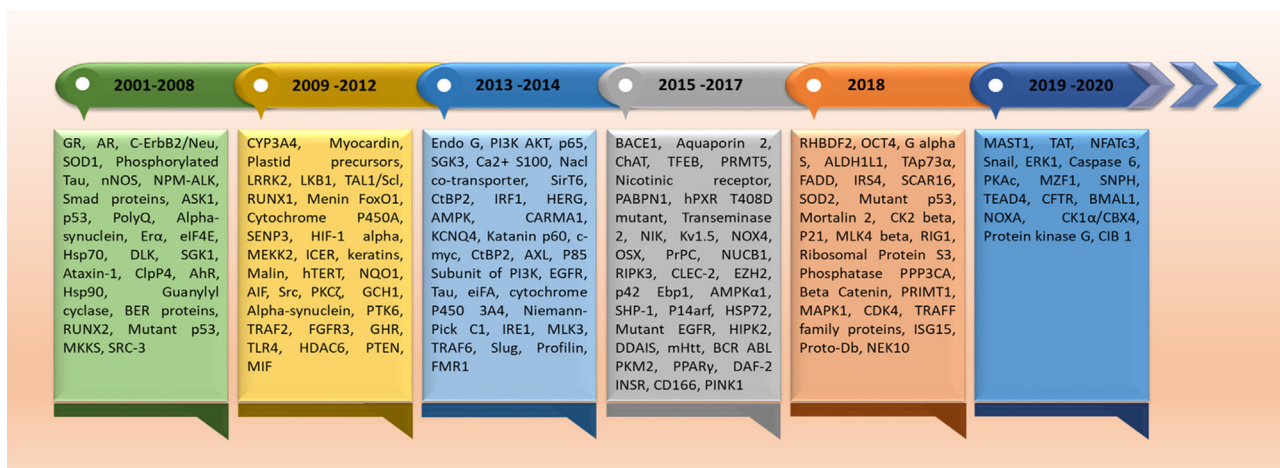 2001-2008
GR, AR, C-ErbB2/Neu,
SOD1, Phosphorylated
Tau, nNOS, NPM-ALK,
Smad proteins, ASK1,
p53, PolyQ, Alpha-
synuclein, Erα, eIF4E,
Hsp70, DLK, SGK1,
Ataxin-1, ClpP4, AhR,
Hsp90, Guanylyl
cyclase, BER proteins,
RUNX2, Mutant p53,
MKKS, SRC-3
2009 -2012
CYP3A4, Myocardin,
Plastid precursors,
LRRK2, LKB1, TAL1/Scl,
RUNX1, Menin FoxO1,
Cytochrome P450A,
SENP3, HIF-1 alpha,
MEKK2, ICER, keratins,
Malin, hTERT, NQO1,
AIF, Src, PKCζ, GCH1,
Alpha-synuclein, PTK6,
TRAF2, FGFR3, GHR,
TLR4, HDAC6, PTEN,
MIF
2013 -2014
Endo G, PI3K AKT, p65,
SGK3, Ca2+ S100, Nacl
co-transporter, SirT6,
CtBP2, IRF1, HERG,
AMPK, CARMA1,
KCNQ4, Katanin p60, c-
myc, CtBP2, AXL, P85
Subunit of PI3K, EGFR,
Tau, eiFA, cytochrome
P450 3A4, Niemann-
Pick C1, IRE1, MLK3,
TRAF6, Slug, Profilin,
FMR1
2015 -2017
BACE1, Aquaporin 2,
ChAT, TFEB, PRMT5,
Nicotinic receptor,
PABPN1, hPXR T408D
mutant, Transeminase
2, NIK, Kv1.5, NOX4,
OSX, PrPC, NUCB1,
RIPK3, CLEC-2, EZH2,
p42 Ebp1, AMPKα1,
SHP-1, P14arf, HSP72,
Mutant EGFR, HIPK2,
DDAIS, mHtt, BCR ABL
PKM2, PPARγ, DAF-2
INSR, CD166, PINK1
2018
RHBDF2, OCT4, G alpha
S, ALDH1L1, TAp73α,
FADD, IRS4, SCAR16,
SOD2, Mutant p53,
Mortalin 2, CK2 beta,
P21, MLK4 beta, RIG1,
Ribosomal Protein S3,
Phosphatase PPP3CA,
Beta Catenin, PRIMT1,
MAPK1, CDK4, TRAFF
family proteins, ISG15,
Proto-Db, NEK10
2019 -2020
MAST1, TAT, NFATc3,
Snail, ERK1, Caspase 6,
PKAc, MZF1, SNPH,
TEAD4, CFTR, BMAL1,
NOXA, CK1α/CBX4,
Protein kinase G, CIB 1